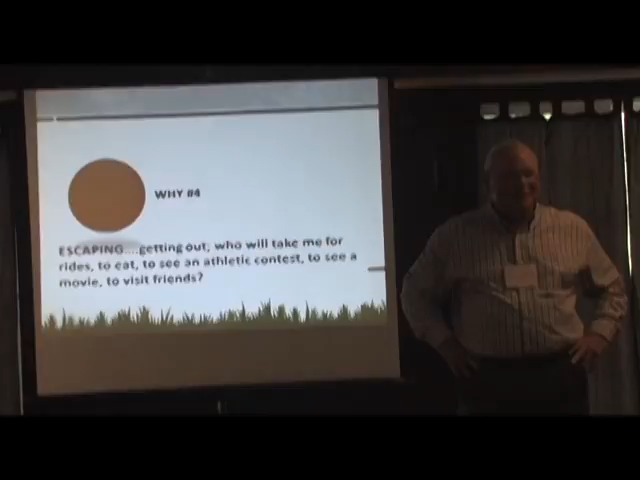 WHY #4
ESCAPING....getting out, who will take me for
rides, to eat, to see an athletic contest, to see a
movie, to visit friends?